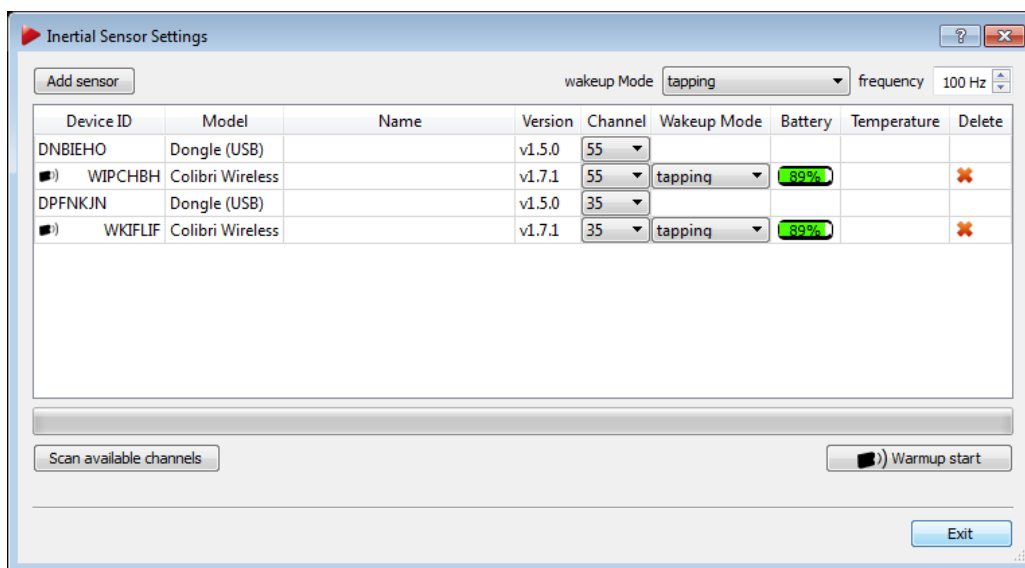 Inertial Sensor Settings
?
Add sensor wakeup Mode tapping frequency 100 Hz
Device ID Model Name Version Channel Wakeup Mode Battery Temperature Delete
DNBIEHO Dongle (USB) v1.5.0 55
WIPCHBH Colibri Wireless v1.7.1 55 tapping 89%
DPFNKJN Dongle (USB) v1.5.0 35
WKIFLIF Colibri Wireless v1.7.1 35 tapping 89%
Scan available channels Warmup start
Exit